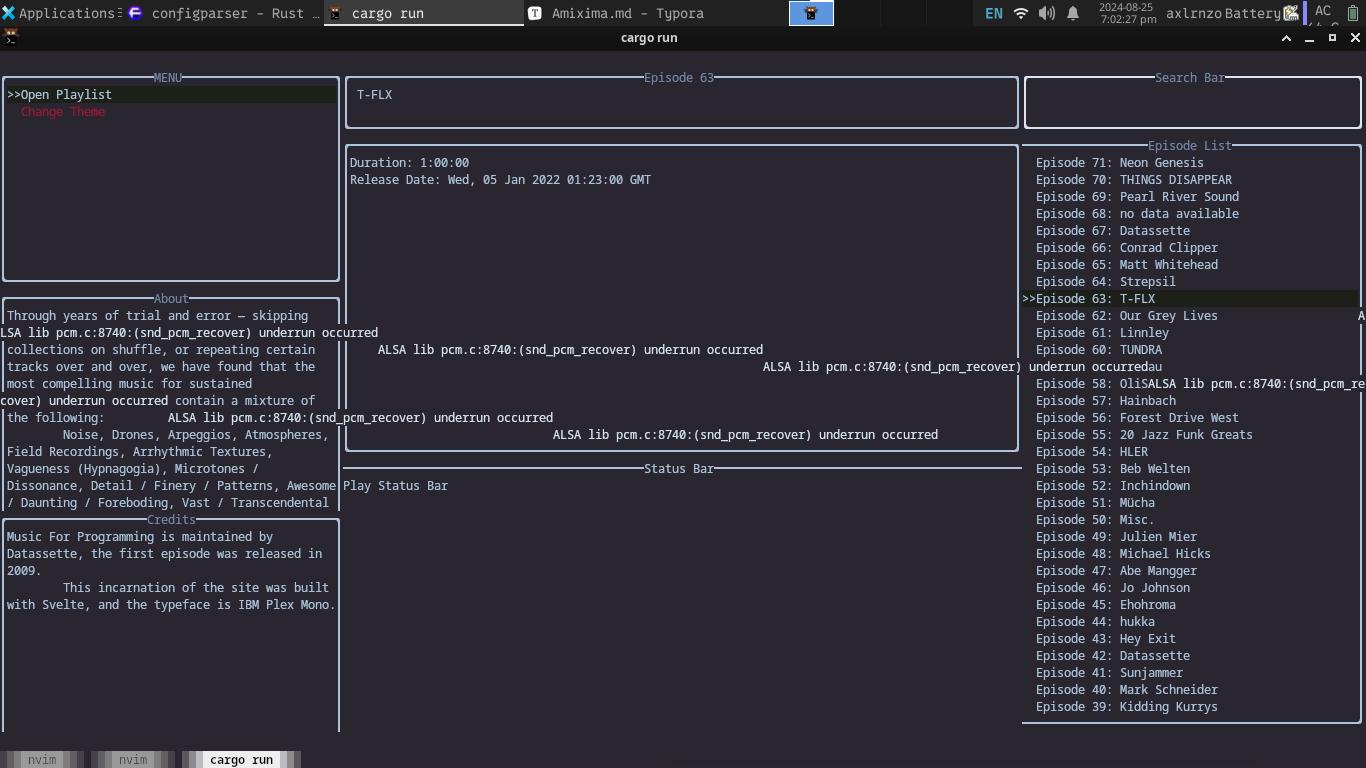 Applications
configparser - Rust …
cargo run
Amixima.md - Typora
EN
2024-08-25
7:02:27 pm
axlrnzo
Battery
AC
cargo run
MENU
>>Open Playlist
Change Theme
Episode 63
T-FLX
Search Bar
Duration: 1:00:00
Release Date: Wed, 05 Jan 2022 01:23:00 GMT
About
Through years of trial and error – skipping
LSA lib pcm.c:8740:(snd_pcm_recover) underrun occurred
collections on shuffle, or repeating certain
ALSA lib pcm.c:8740:(snd_pcm_recover) underrun occurred
tracks over and over, we have found that the
ALSA lib pcm.c:8740:(snd_pcm_recover) underrun occurredau
most compelling music for sustained
cover) underrun occurred contain a mixture of
the following:
ALSA lib pcm.c:8740:(snd_pcm_recover) underrun occurred
Noise, Drones, Arpeggios, Atmospheres,
ALSA lib pcm.c:8740:(snd_pcm_recover) underrun occurred
Field Recordings, Arrhythmic Textures,
Vagueness (Hypnagogia), Microtones /
Dissonance, Detail / Finery / Patterns, Awesome
/ Daunting / Foreboding, Vast / Transcendental
Credits
Music For Programming is maintained by
Datassette, the first episode was released in
2009.
This incarnation of the site was built
with Svelte, and the typeface is IBM Plex Mono.
Status Bar
Play Status Bar
Episode List
Episode 71: Neon Genesis
Episode 70: THINGS DISAPPEAR
Episode 69: Pearl River Sound
Episode 68: no data available
Episode 67: Datassette
Episode 66: Conrad Clipper
Episode 65: Matt Whitehead
Episode 64: Strepsil
>>Episode 63: T-FLX
Episode 62: Our Grey Lives
A
Episode 61: Linnley
Episode 60: TUNDRA
Episode 58: OliSALSA lib pcm.c:8740:(snd_pcm_re
Episode 57: Hainbach
Episode 56: Forest Drive West
Episode 55: 20 Jazz Funk Greats
Episode 54: HLER
Episode 53: Beb Welten
Episode 52: Inchindown
Episode 51: Mücha
Episode 50: Misc.
Episode 49: Julien Mier
Episode 48: Michael Hicks
Episode 47: Abe Mangger
Episode 46: Jo Johnson
Episode 45: Ehohroma
Episode 44: hukka
Episode 43: Hey Exit
Episode 42: Datassette
Episode 41: Sunjammer
Episode 40: Mark Schneider
Episode 39: Kidding Kurrys
nvim
nvim
cargo run